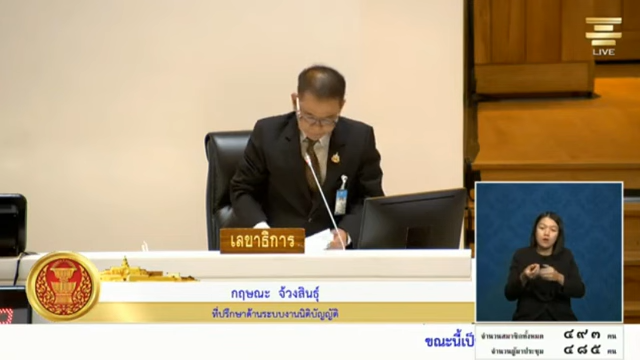 LIVE
เลขาธิการ
กฤษณะ จ้วงสินธุ์
ที่ปรึกษาด้านระบบงานนิติบัญญัติ
ขณะนี้เป็
จำนวนสมาชิกทั้งหมด ๔๙๓ คน
จำนวนผู้มาประชุม ๔๘๕ คน